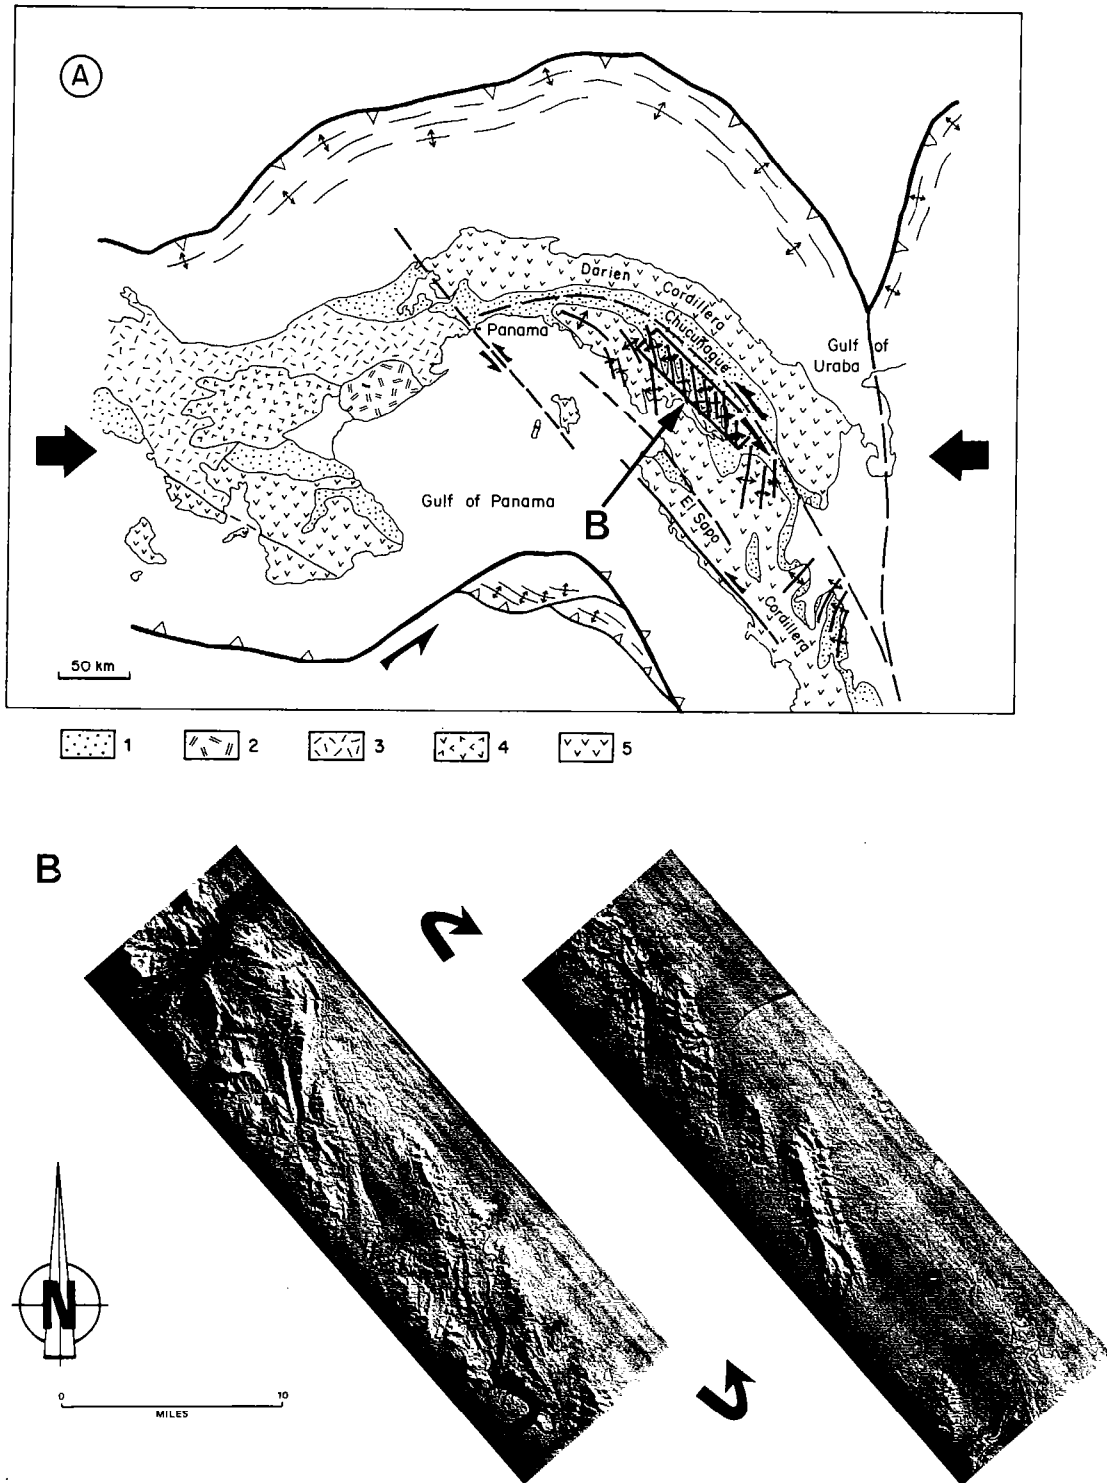 A
Darien
Cordillera
Chucunaque
Panama
Gulf of
Uraba
Gulf of Panama
B
El Sapo
Cordillera
50 km
1
2
3
4
5
B
N
0
10
MILES